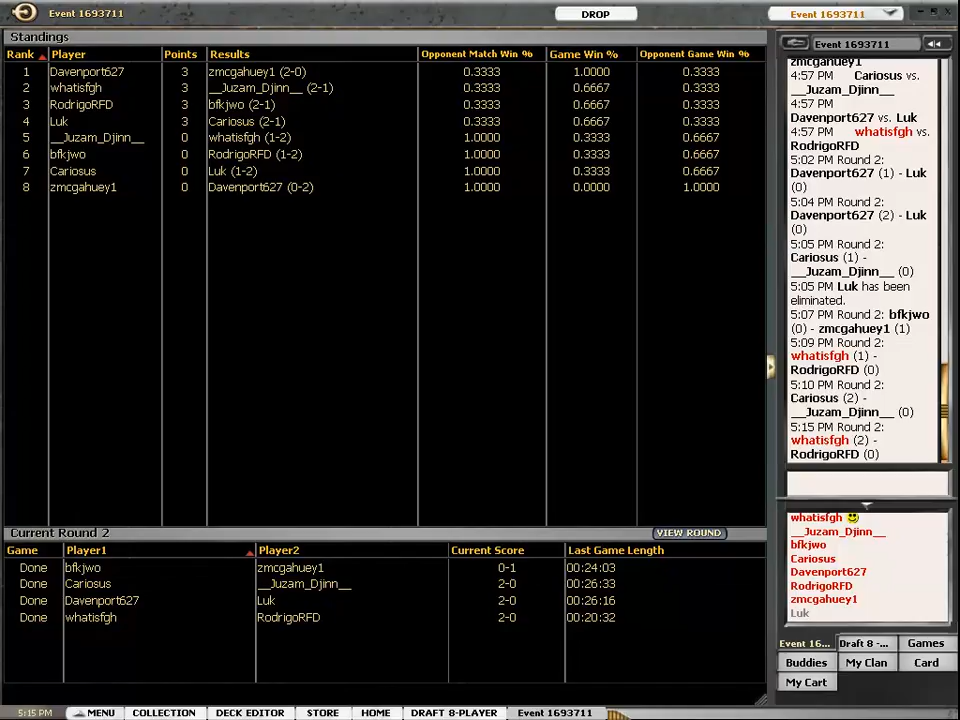 Event 1693711
DROP
Event 1693711
Standings
Rank Player Points Results Opponent Match Win % Game Win % Opponent Game Win %
1 Davenport627 3 zmcgahuey1 (2-0) 0.3333 1.0000 0.3333
2 whatisfgh 3 __Juzam_Djinn__ (2-1) 0.3333 0.6667 0.3333
3 RodrigoRFD 3 bfkjwo (2-1) 0.3333 0.6667 0.3333
4 Luk 3 Cariosus (2-1) 0.3333 0.6667 0.3333
5 __Juzam_Djinn__ 0 whatisfgh (1-2) 1.0000 0.3333 0.6667
6 bfkjwo 0 RodrigoRFD (1-2) 1.0000 0.3333 0.6667
7 Cariosus 0 Luk (1-2) 1.0000 0.3333 0.6667
8 zmcgahuey1 0 Davenport627 (0-2) 1.0000 0.0000 1.0000
Current Round 2
VIEW ROUND
Game Player1 Player2 Current Score Last Game Length
Done bfkjwo zmcgahuey1 0-1 00:24:03
Done Cariosus __Juzam_Djinn__ 2-0 00:26:33
Done Davenport627 Luk 2-0 00:26:16
Done whatisfgh RodrigoRFD 2-0 00:20:32
Event 1693711
zmcgahuey1
4:57 PM Cariosus vs.
__Juzam_Djinn__
4:57 PM
Davenport627 vs. Luk
4:57 PM whatisfgh vs.
RodrigoRFD
5:02 PM Round 2:
Davenport627 (1) - Luk
(0)
5:04 PM Round 2:
Davenport627 (2) - Luk
(0)
5:05 PM Round 2:
Cariosus (1) -
__Juzam_Djinn__ (0)
5:05 PM Luk has been
eliminated.
5:07 PM Round 2: bfkjwo
(0) - zmcgahuey1 (1)
5:09 PM Round 2:
whatisfgh (1) -
RodrigoRFD (0)
5:10 PM Round 2:
Cariosus (2) -
__Juzam_Djinn__ (0)
5:15 PM Round 2:
whatisfgh (2) -
RodrigoRFD (0)
whatisfgh
__Juzam_Djinn__
bfkjwo
Cariosus
Davenport627
RodrigoRFD
zmcgahuey1
Luk
Event 16... Draft 8 -... Games
Buddies My Clan Card
My Cart
5:15 PM MENU COLLECTION DECK EDITOR STORE HOME DRAFT 8-PLAYER Event 1693711